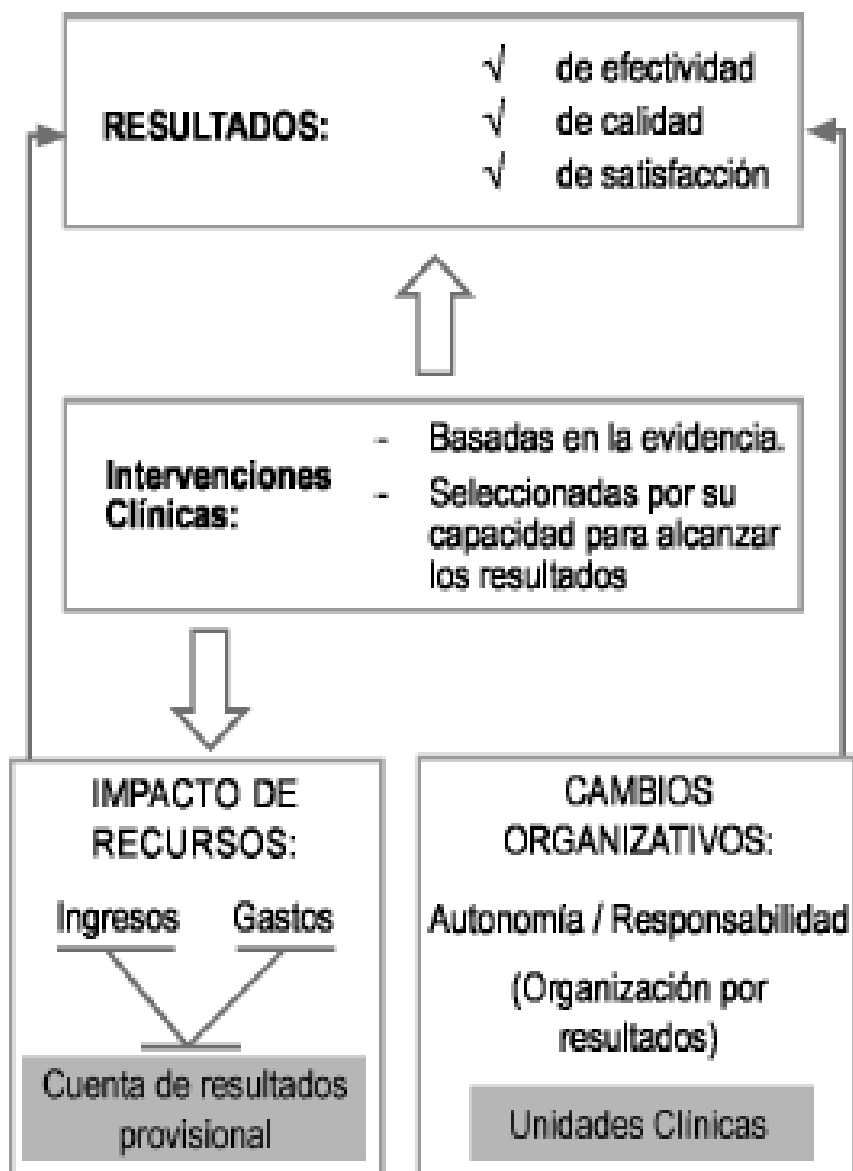 RESULTADOS:
√ de efectividad
√ de calidad
√ de satisfacción
Intervenciones
Clínicas:
- Basadas en la evidencia.
- Seleccionadas por su
capacidad para alcanzar
los resultados
IMPACTO DE
RECURSOS:
Ingresos Gastos
Cuenta de resultados
provisional
CAMBIOS
ORGANIZATIVOS:
Autonomía / Responsabilidad
(Organización por
resultados)
Unidades Clínicas